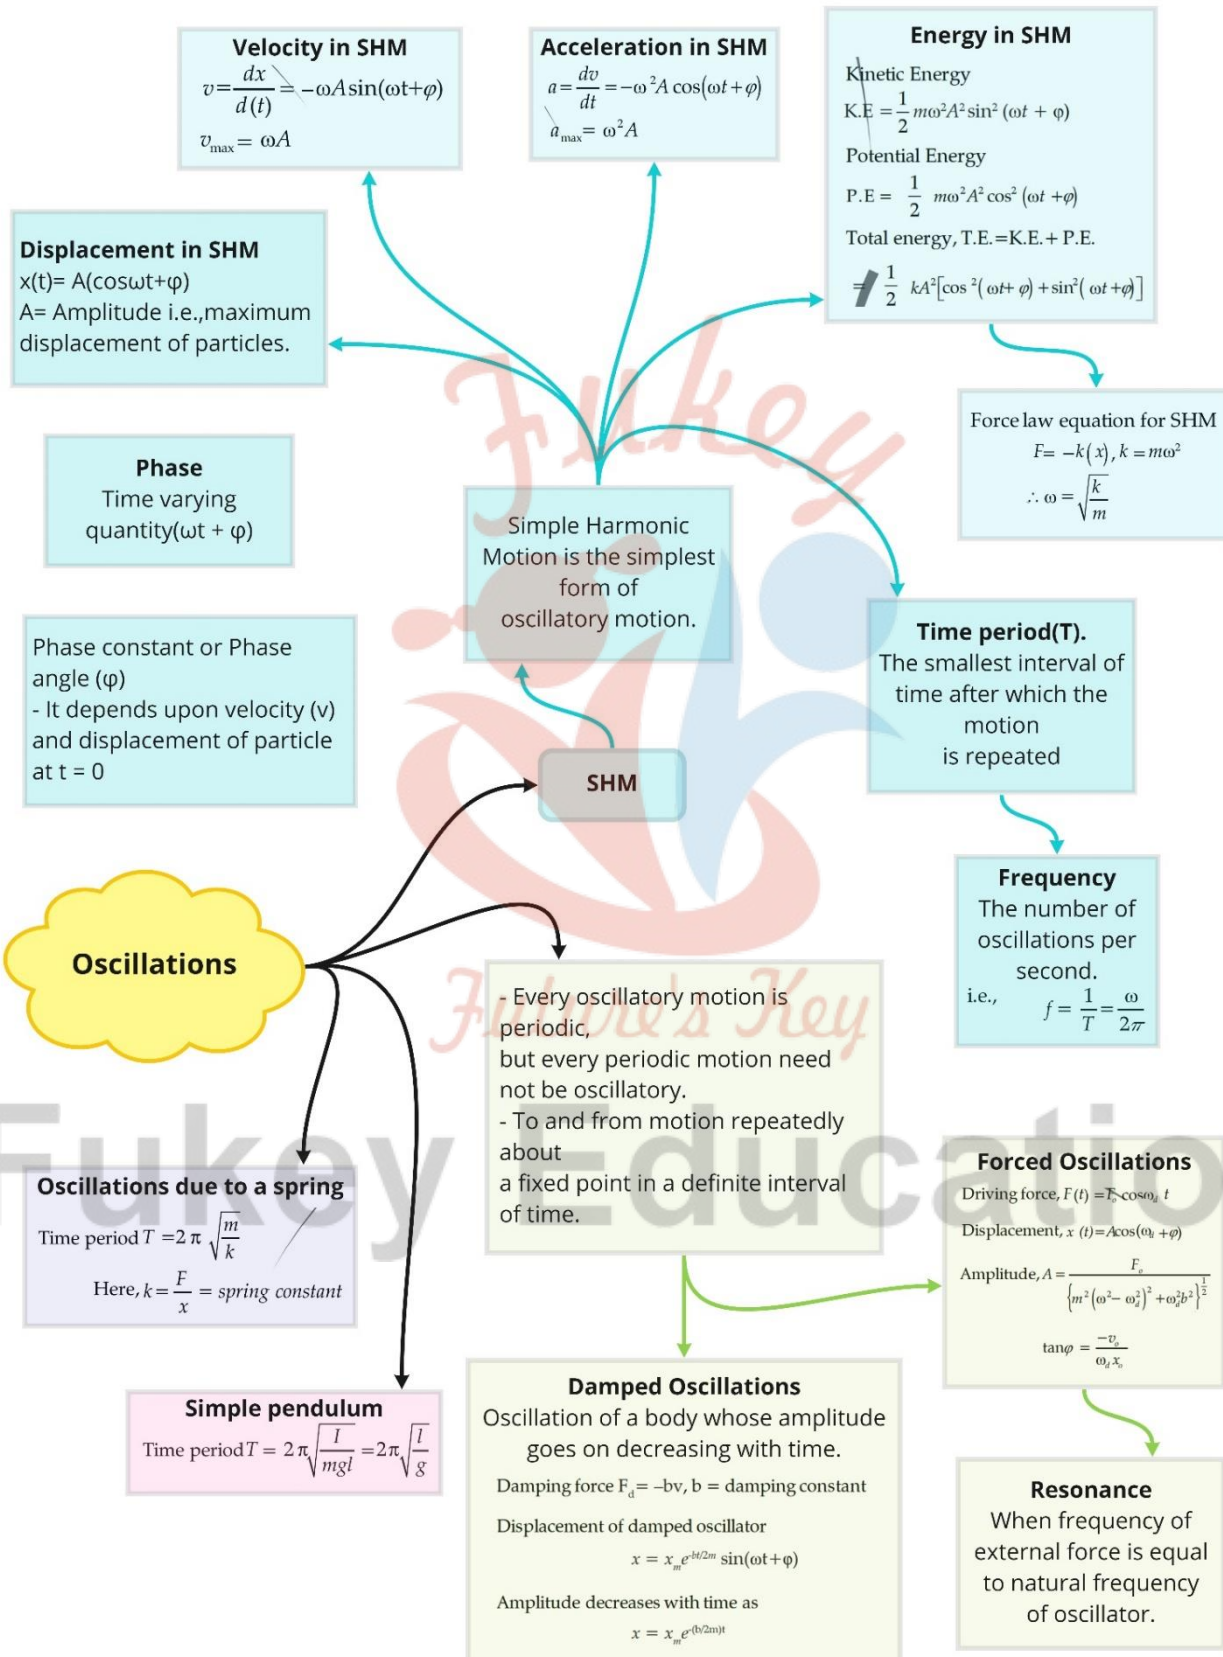 Velocity in SHM
v = dx/d(t) = -ωA sin(ωt+φ)
v_max = ωA
Acceleration in SHM
a = dv/dt = -ω²A cos(ωt+φ)
a_max = ω²A
Energy in SHM
Kinetic Energy
K.E = 1/2 mω²A² sin² (ωt + φ)
Potential Energy
P.E = 1/2 mω²A² cos² (ωt +φ)
Total energy, T.E.=K.E.+ P.E.
= 1/2 kA²[cos²(ωt+ φ) +sin²( ωt +φ)]
Displacement in SHM
x(t)= A(cosωt+φ)
A= Amplitude i.e.,maximum
displacement of particles.
Force law equation for SHM
F= -k(x), k = mω²
∴ ω = √(k/m)
Phase
Time varying
quantity(ωt + φ)
Simple Harmonic
Motion is the simplest
form of
oscillatory motion.
Phase constant or Phase
angle (φ)
- It depends upon velocity (v)
and displacement of particle
at t = 0
Time period(T).
The smallest interval of
time after which the
motion
is repeated
SHM
Frequency
The number of
oscillations per
second.
i.e., f = 1/T = ω/2π
Oscillations
- Every oscillatory motion is
periodic,
but every periodic motion need
not be oscillatory.
- To and from motion repeatedly
about
a fixed point in a definite interval
of time.
Oscillations due to a spring
Time period T =2 π √(m/k)
Here, k = F/x = spring constant
Forced Oscillations
Driving force, F(t) =F_o cosω_d t
Displacement, x (t)=Acos(ω_d +φ)
Amplitude, A = F_o/{m²(ω²- ω_d²)² +ω_d²b²}^1/2
tanφ = -v_o/ω_d x_o
Simple pendulum
Time period T = 2 π√(I/mgl) =2π√(l/g)
Damped Oscillations
Oscillation of a body whose amplitude
goes on decreasing with time.
Damping force F_d = –bv, b = damping constant
Displacement of damped oscillator
x = x_m e^-bt/2m sin(ωt+φ)
Amplitude decreases with time as
x = x_m e^-(b/2m)t
Resonance
When frequency of
external force is equal
to natural frequency
of oscillator.
Fukey
Future's Key
Fukey Educatio